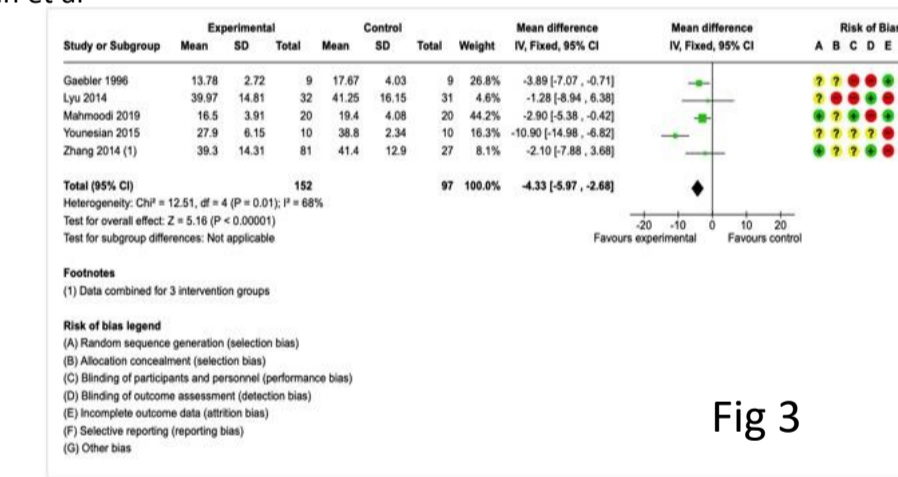 Experimental Control Mean difference Mean difference Risk of Bias
Study or Subgroup Mean SD Total Mean SD Total Weight IV, Fixed, 95% CI IV, Fixed, 95% CI A B C D E
Gaebler 1996 13.78 2.72 9 17.67 4.03 9 26.8% -3.89 [-7.07 , -0.71] ? ? - - +
Lyu 2014 39.97 14.81 32 41.25 16.15 31 4.6% -1.28 [-8.94 , 6.38] ? - - + -
Mahmoodi 2019 16.5 3.91 20 19.4 4.08 20 44.2% -2.90 [-5.38 , -0.42] + ? + - +
Younesian 2015 27.9 6.15 10 38.8 2.34 10 16.3% -10.90 [-14.98 , -6.82] ? ? ? ? -
Zhang 2014 (1) 39.3 14.31 81 41.4 12.9 27 8.1% -2.10 [-7.88 , 3.68] + ? ? + -
Total (95% CI) 152 97 100.0% -4.33 [-5.97 , -2.68]
Heterogeneity: Chi² = 12.51, df = 4 (P = 0.01); I² = 68%
Test for overall effect: Z = 5.16 (P < 0.00001)
-20 -10 0 10 20
Test for subgroup differences: Not applicable
Favours experimental Favours control
Footnotes
(1) Data combined for 3 intervention groups
Risk of bias legend
(A) Random sequence generation (selection bias)
(B) Allocation concealment (selection bias)
(C) Blinding of participants and personnel (performance bias)
(D) Blinding of outcome assessment (detection bias)
(E) Incomplete outcome data (attrition bias)
(F) Selective reporting (reporting bias)
(G) Other bias
Fig 3